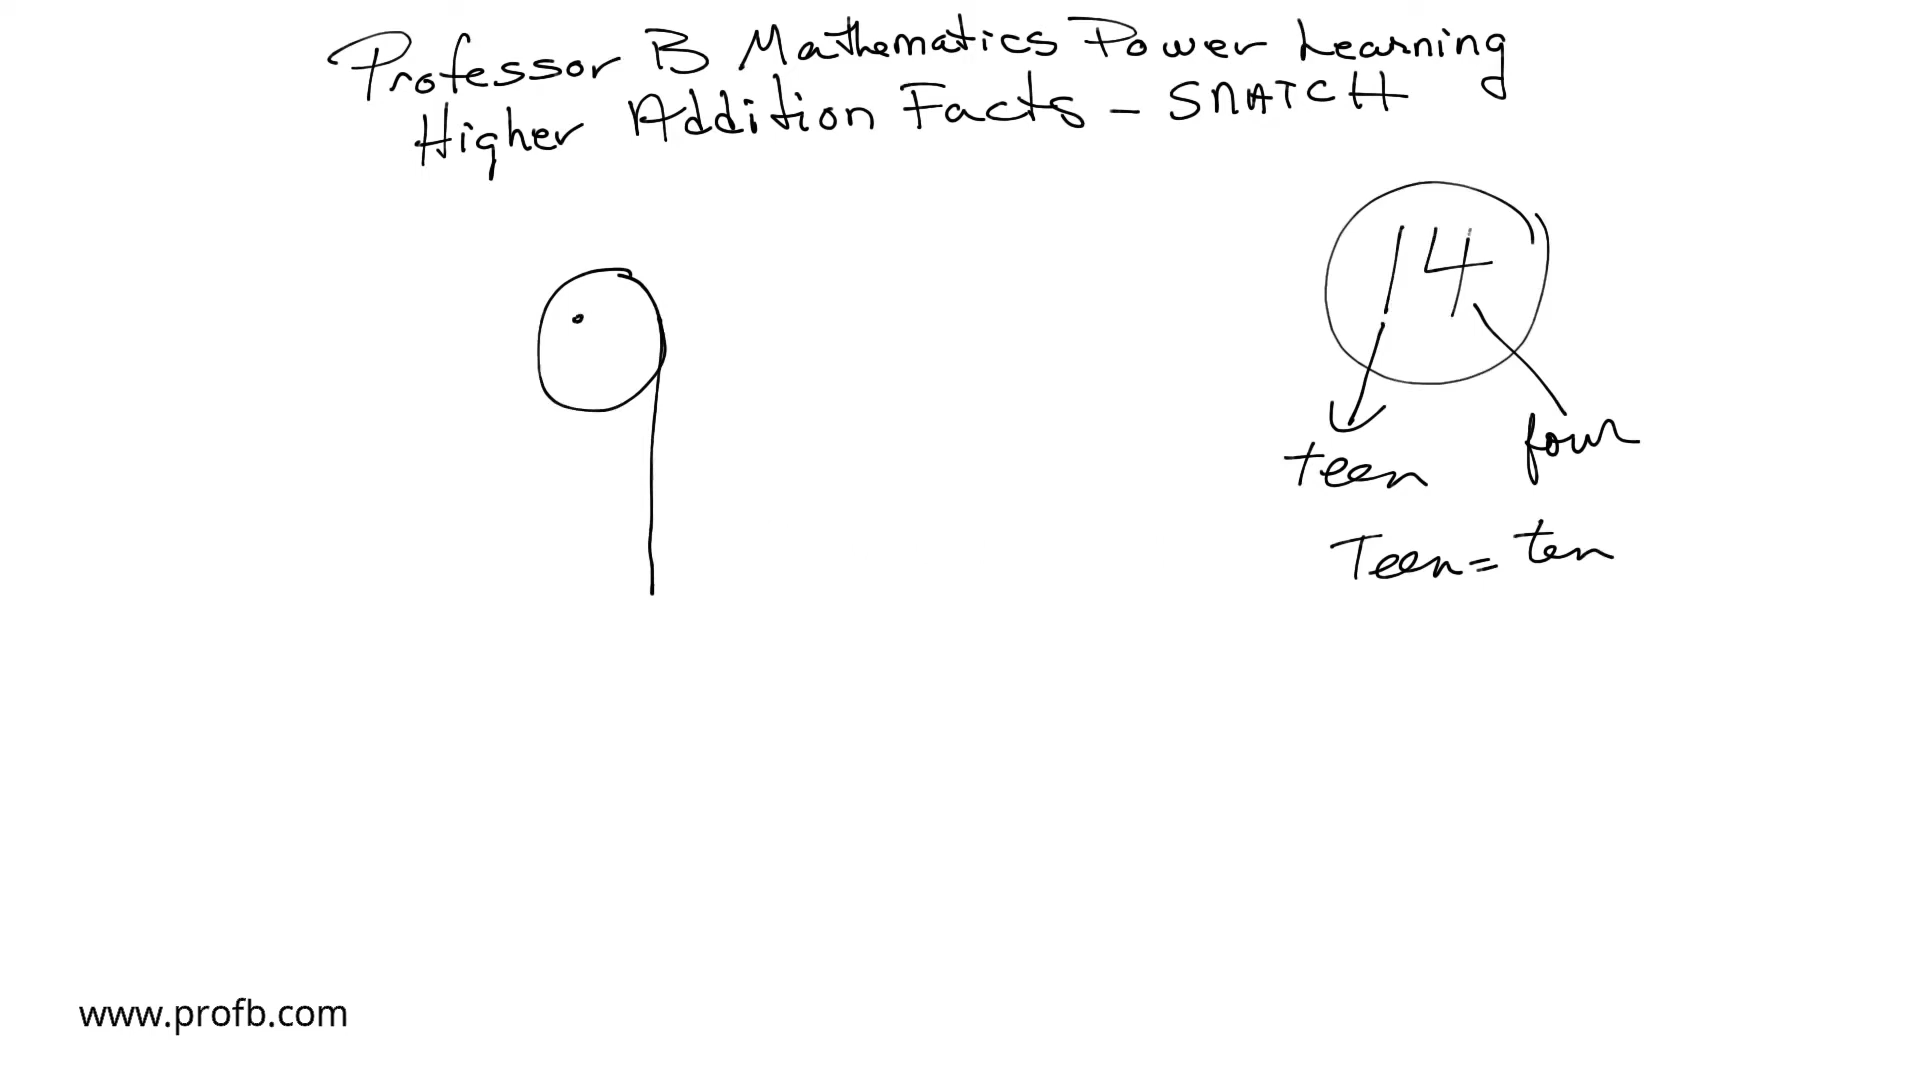 Professor B Mathematics Power Learning
Higher Addition Facts - SNATCH
14
9
teen four
Teen = ten
www.profb.com